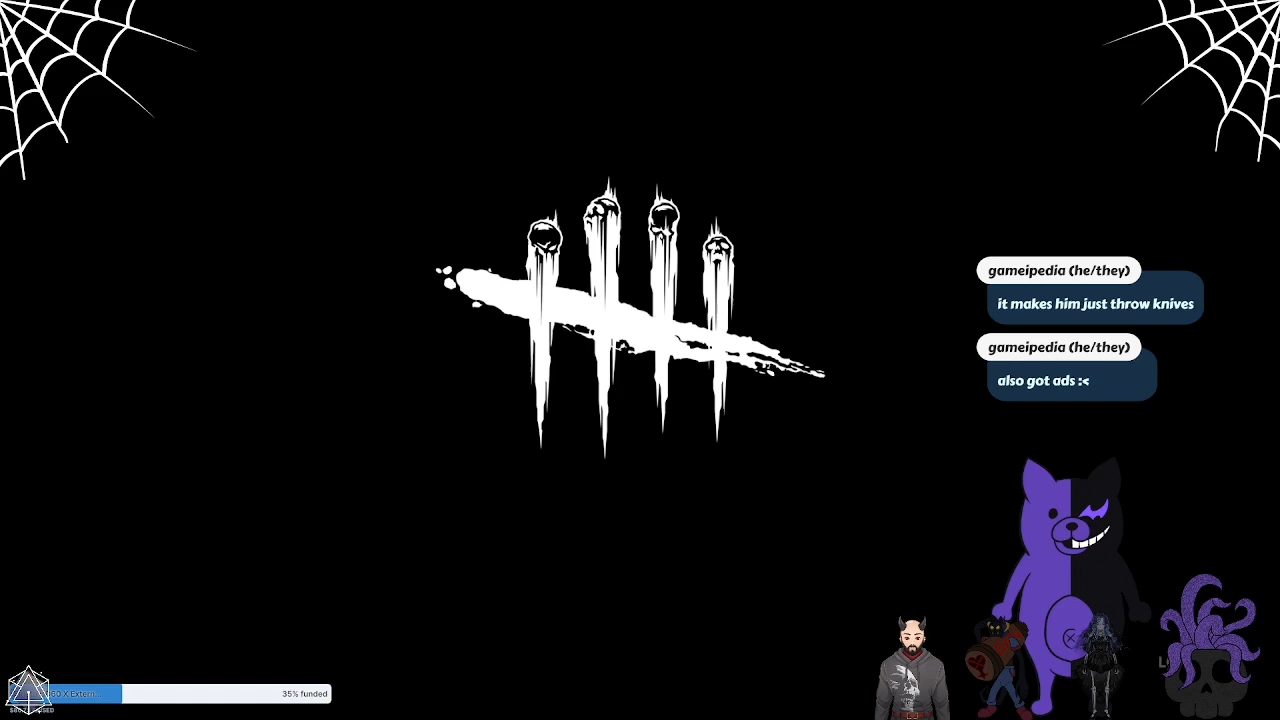 gameipedia (he/they)
it makes him just throw knives
gameipedia (he/they)
also got ads :<
35% funded